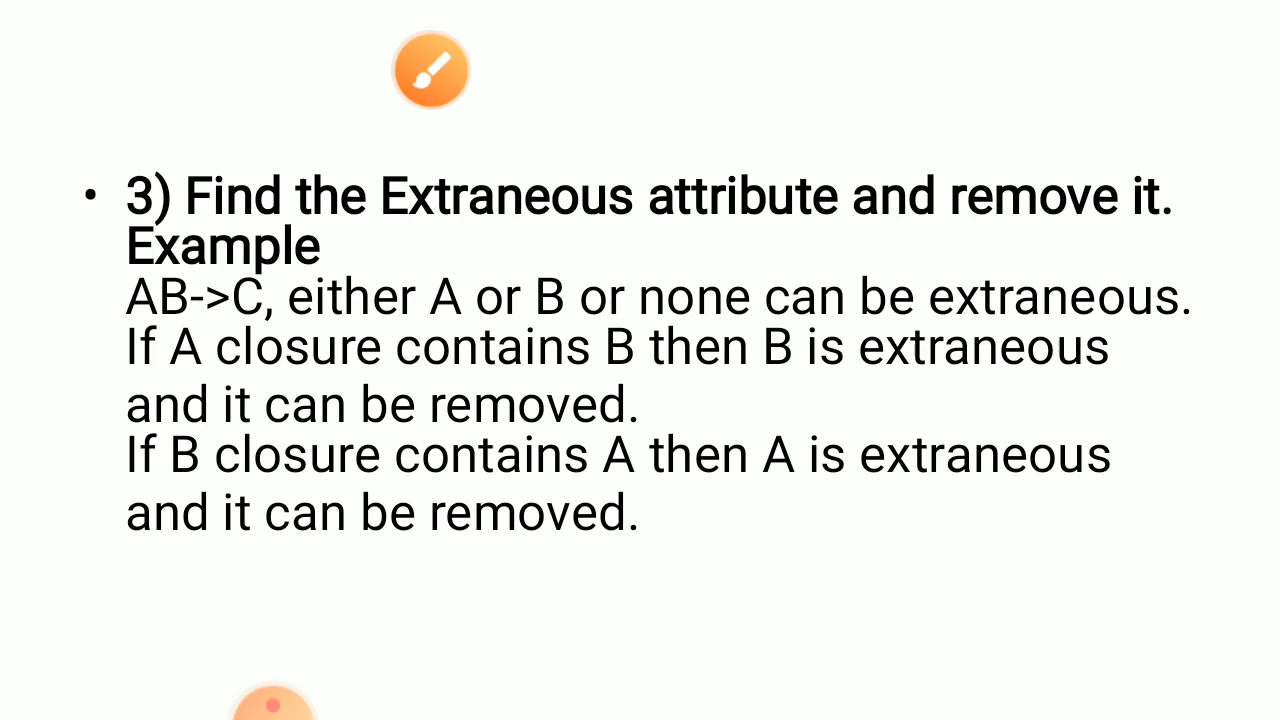 • 3) Find the Extraneous attribute and remove it.
Example
AB->C, either A or B or none can be extraneous.
If A closure contains B then B is extraneous
and it can be removed.
If B closure contains A then A is extraneous
and it can be removed.